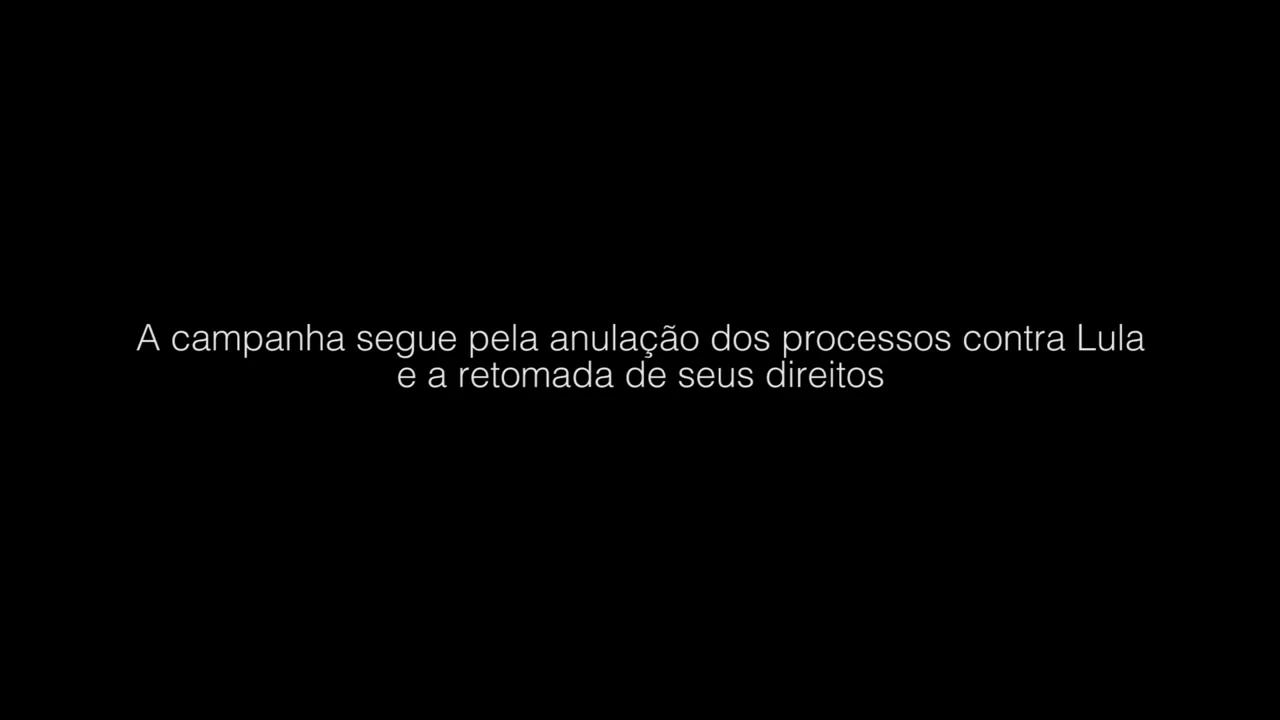 A campanha segue pela anulação dos processos contra Lula
e a retomada de seus direitos